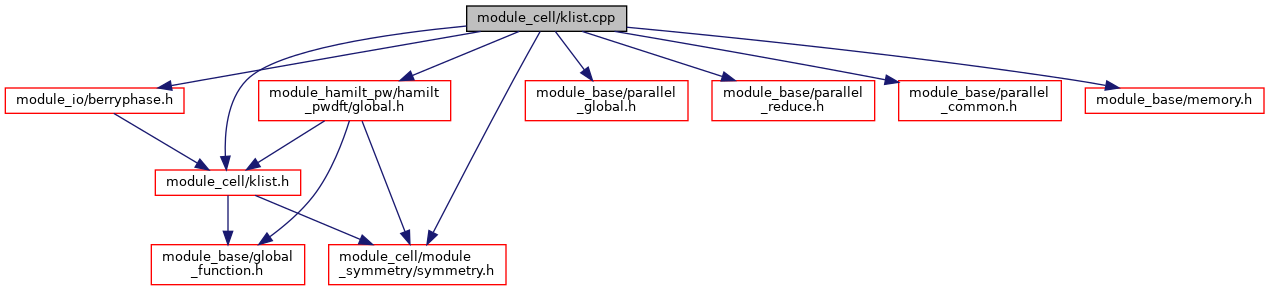 module_cell/klist.cpp
module_io/berryphase.h
module_hamilt_pw/hamilt
_pwdft/global.h
module_base/parallel
_global.h
module_base/parallel
_reduce.h
module_base/parallel
_common.h
module_base/memory.h
module_cell/klist.h
module_base/global
_function.h
module_cell/module
_symmetry/symmetry.h